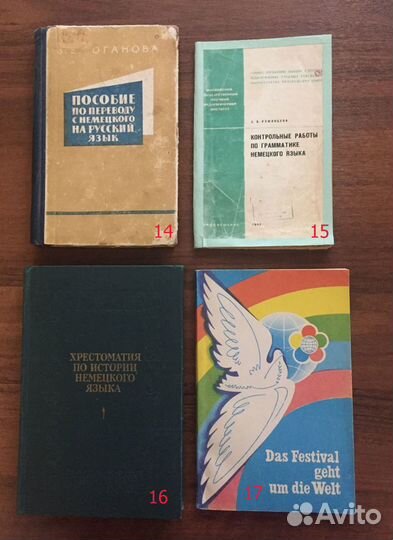 З.Е. РОГАНОВА
ПОСОБИЕ
ПО ПЕРЕВОДУ
С НЕМЕЦКОГО
НА РУССКИЙ
ЯЗЫК
14
КОНТРОЛЬНЫЕ РАБОТЫ
ПО ГРАММАТИКЕ
НЕМЕЦКОГО ЯЗЫКА
15
ХРЕСТОМАТИЯ
ПО ИСТОРИИ
НЕМЕЦКОГО
ЯЗЫКА
16
Das Festival
geht
um die Welt
17
Avito